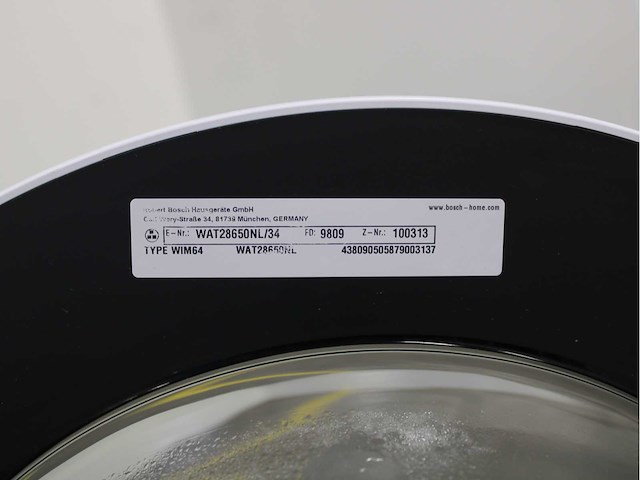 Robert Bosch Hausgeräte GmbH www.bosch-home.com
Carl-Wery-Straße 34, 81739 München, GERMANY
E-Nr.: WAT28650NL/34 FD: 9809 Z-Nr.: 100313
TYPE WIM64 WAT28650NL 438090505879003137